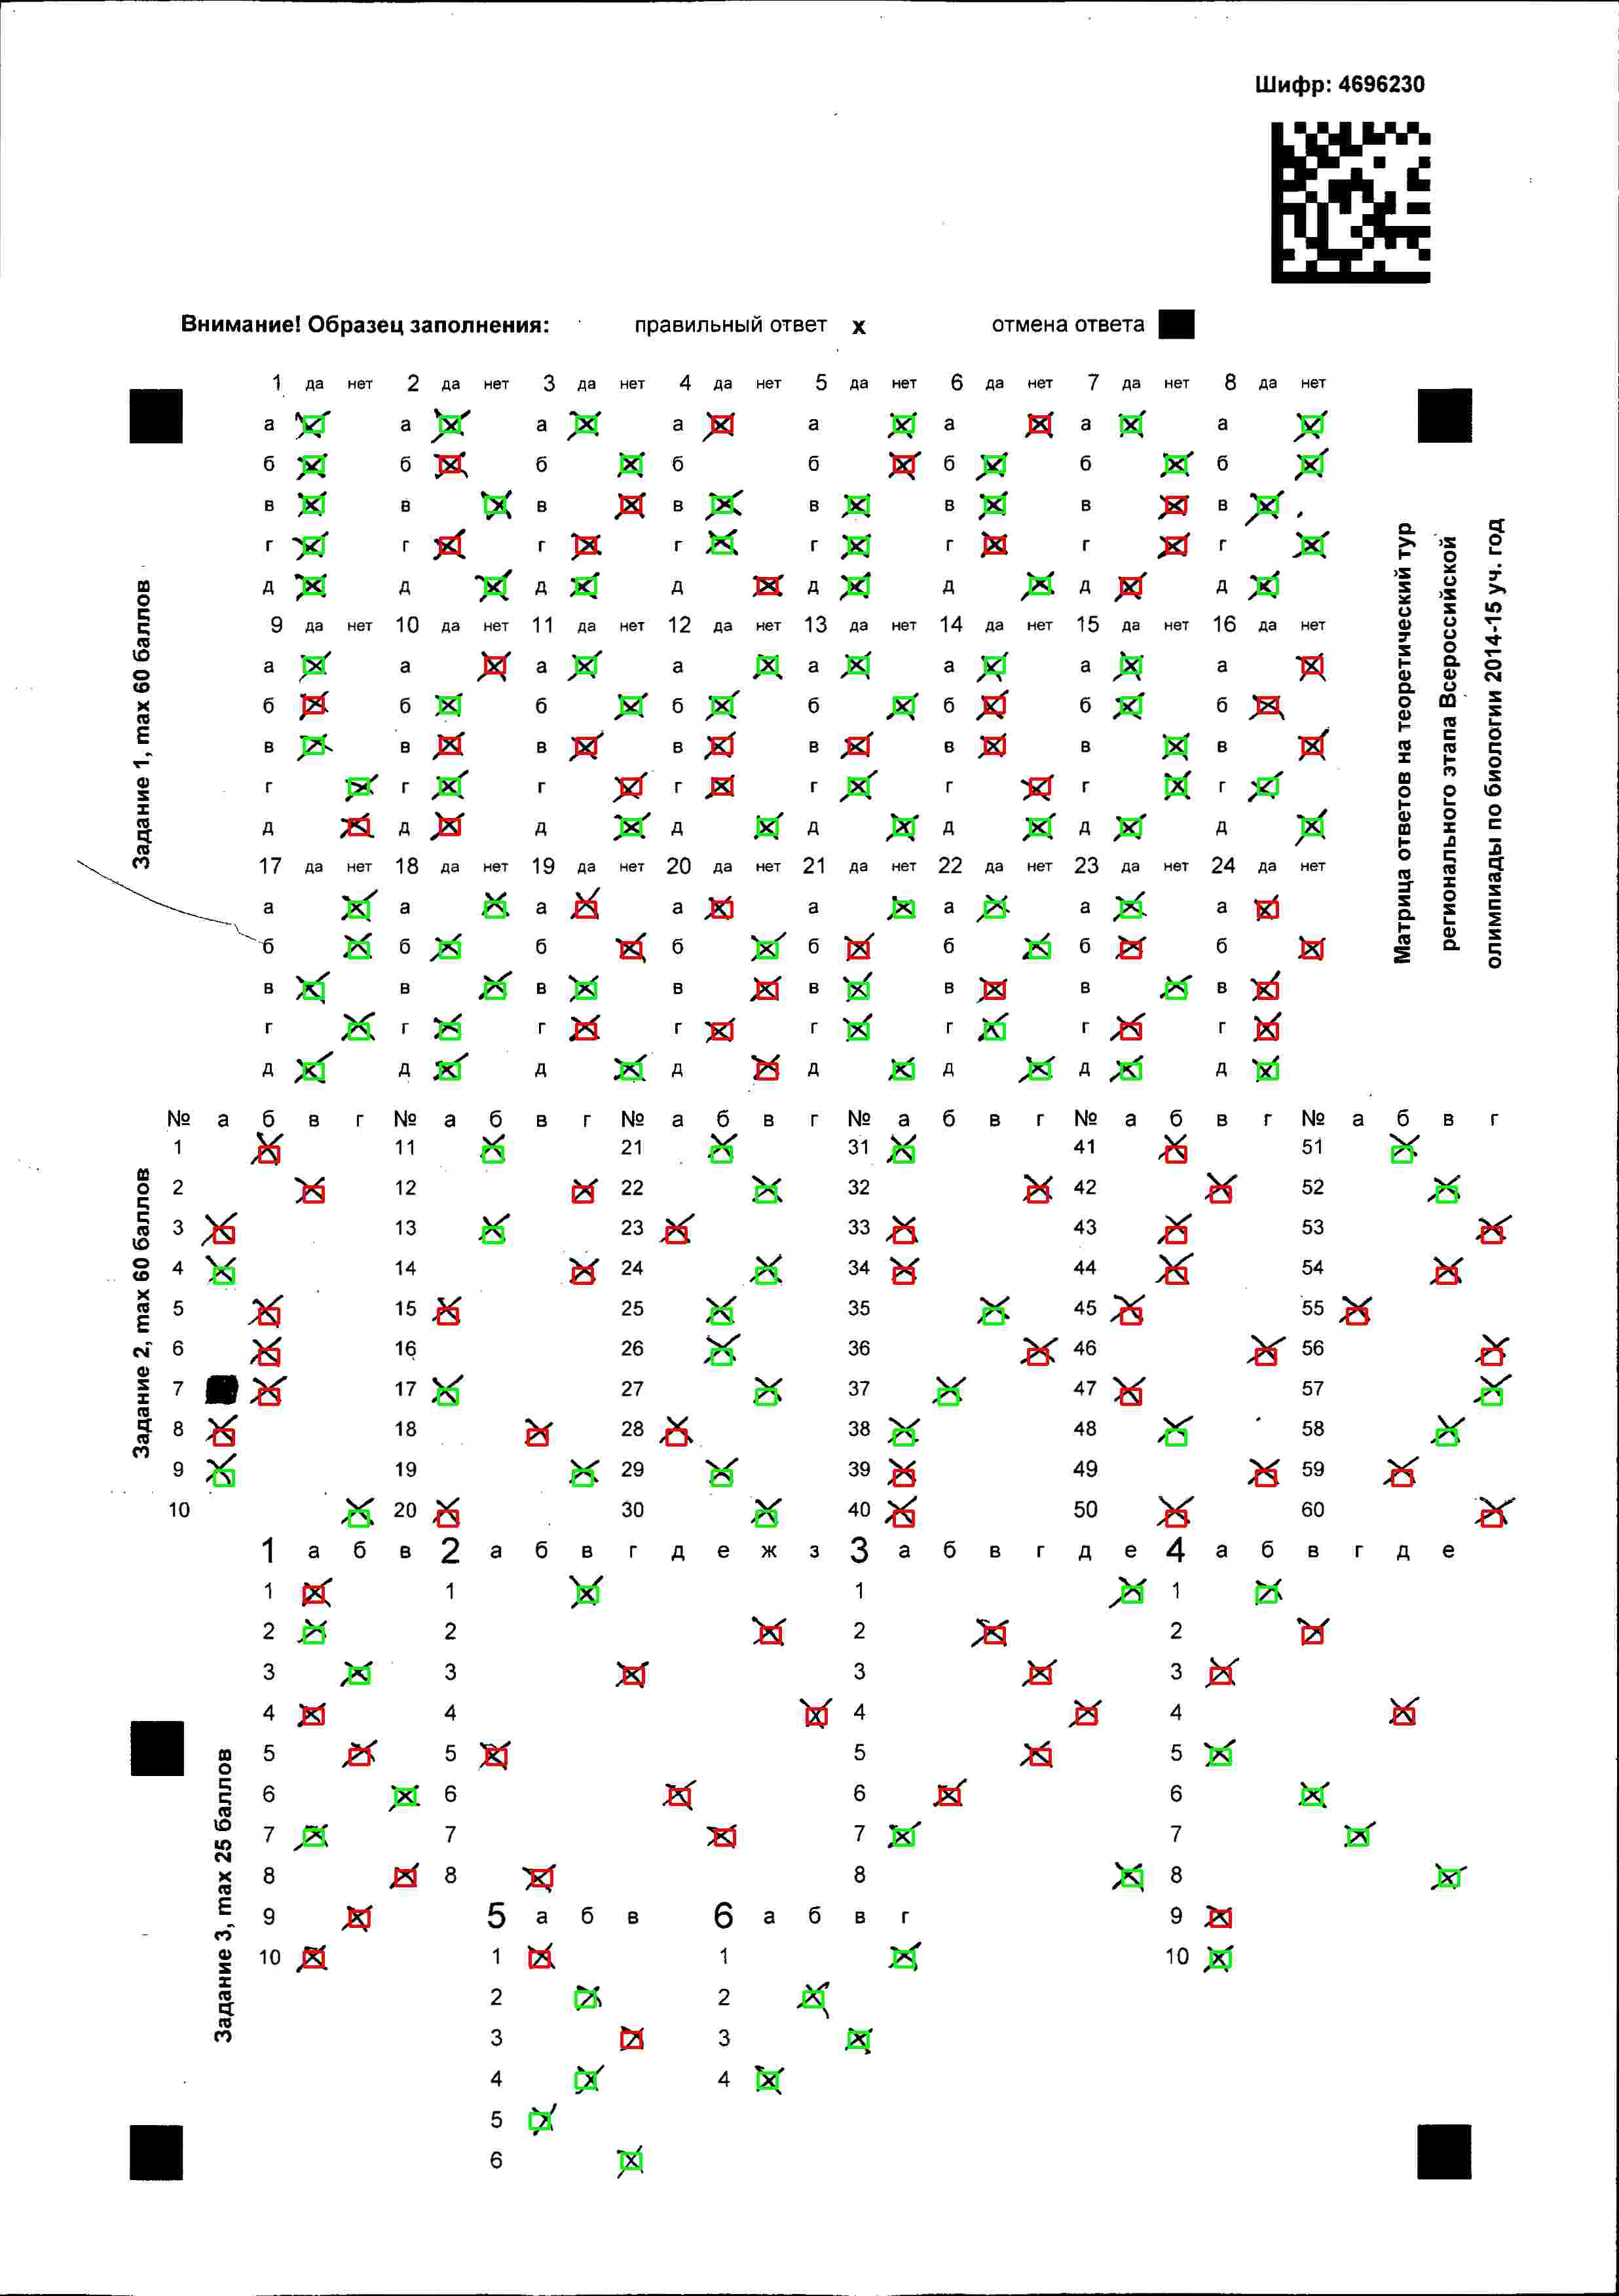 Шифр: 4696230
Внимание! Образец заполнения: правильный ответ х отмена ответа
1 да нет 2 да нет 3 да нет 4 да нет 5 да нет 6 да нет 7 да нет 8 да нет
а а а а а а а а
б б б б б б б б
в в в в в в в в
г г г г г г г г
д д д д д д д д
9 да нет 10 да нет 11 да нет 12 да нет 13 да нет 14 да нет 15 да нет 16 да нет
а а а а а а а а
б б б б б б б б
в в в в в в в в
г г г г г г г г
д д д д д д д д
17 да нет 18 да нет 19 да нет 20 да нет 21 да нет 22 да нет 23 да нет 24 да нет
а а а а а а а а
б б б б б б б б
в в в в в в в в
г г г г г г г г
д д д д д д д д
Задание 1, max 60 баллов
Матрица ответов на теоретический тур
регионального этапа Всероссийской
олимпиады по биологии 2014-15 уч. год
№ а б в г № а б в г № а б в г № а б в г № а б в г № а б в г
1 11 21 31 41 51
2 12 22 32 42 52
3 13 23 33 43 53
4 14 24 34 44 54
5 15 25 35 45 55
6 16 26 36 46 56
7 17 27 37 47 57
8 18 28 38 48 58
9 19 29 39 49 59
10 20 30 40 50 60
Задание 2, max 60 баллов
1 а б в 2 а б в г д е ж з 3 а б в г д е 4 а б в г д е
1 1 1 1
2 2 2 2
3 3 3 3
4 4 4 4
5 5 5 5
6 6 6 6
7 7 7 7
8 8 8 8
9 5 а б в 6 а б в г 9
10 1 1 10
2 2
3 3
4 4
5
6
Задание 3, max 25 баллов